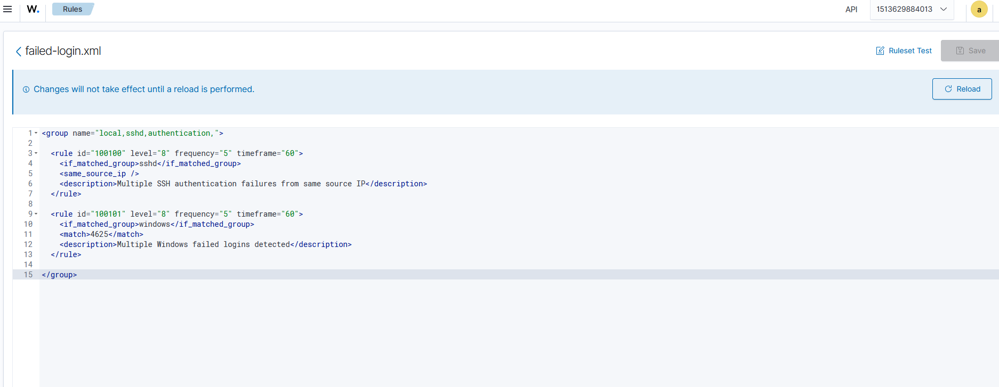 W. Rules API 1513629884013 a
failed-login.xml Ruleset Test Save
Changes will not take effect until a reload is performed. Reload
1 <group name="local,sshd,authentication,">
2
3 <rule id="100100" level="8" frequency="5" timeframe="60">
4 <if_matched_group>sshd</if_matched_group>
5 <same_source_ip />
6 <description>Multiple SSH authentication failures from same source IP</description>
7 </rule>
8
9 <rule id="100101" level="8" frequency="5" timeframe="60">
10 <if_matched_group>windows</if_matched_group>
11 <match>4625</match>
12 <description>Multiple Windows failed logins detected</description>
13 </rule>
14
15 </group>